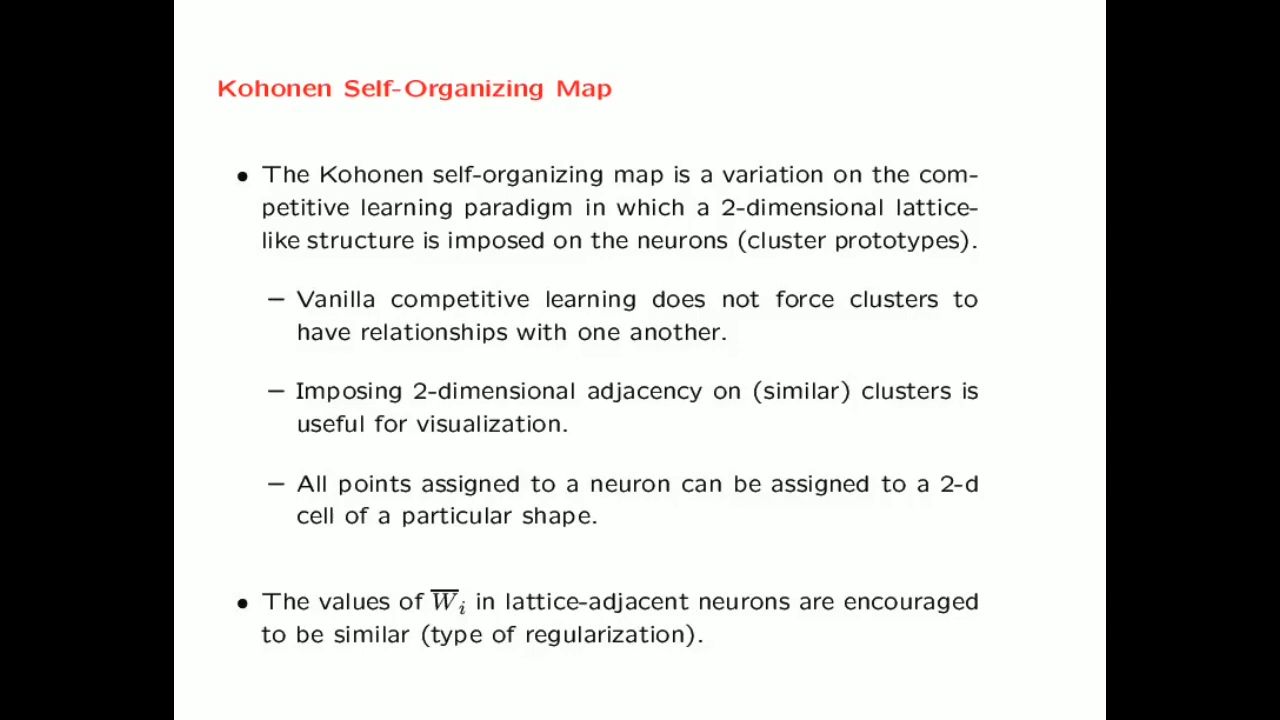 Kohonen Self-Organizing Map
• The Kohonen self-organizing map is a variation on the com-
petitive learning paradigm in which a 2-dimensional lattice-
like structure is imposed on the neurons (cluster prototypes).
– Vanilla competitive learning does not force clusters to
have relationships with one another.
– Imposing 2-dimensional adjacency on (similar) clusters is
useful for visualization.
– All points assigned to a neuron can be assigned to a 2-d
cell of a particular shape.
• The values of $\overline{W}_i$ in lattice-adjacent neurons are encouraged
to be similar (type of regularization).